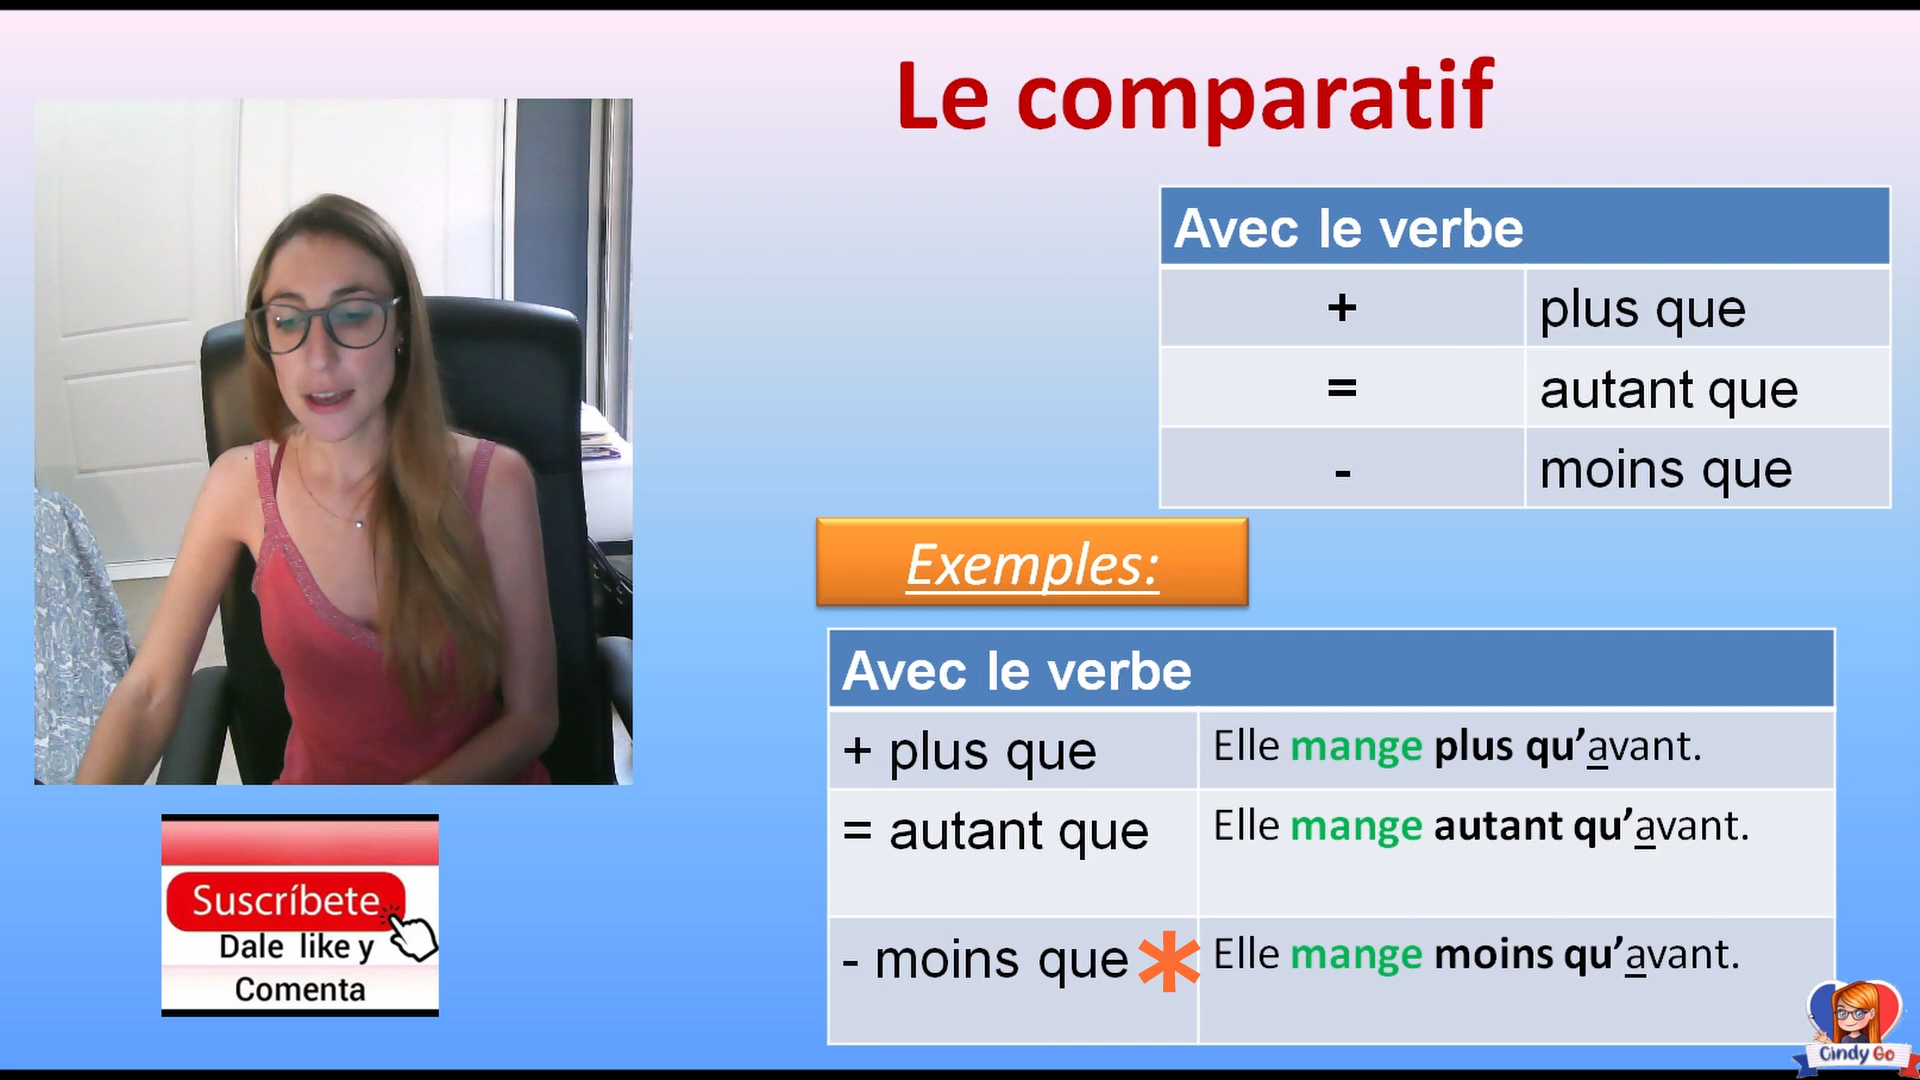 Le comparatif
Avec le verbe
+ plus que
= autant que
- moins que
Exemples:
Avec le verbe
+ plus que Elle mange plus qu’avant.
= autant que Elle mange autant qu’avant.
- moins que * Elle mange moins qu’avant.
Suscríbete
Dale like y
Comenta
Cindy Go